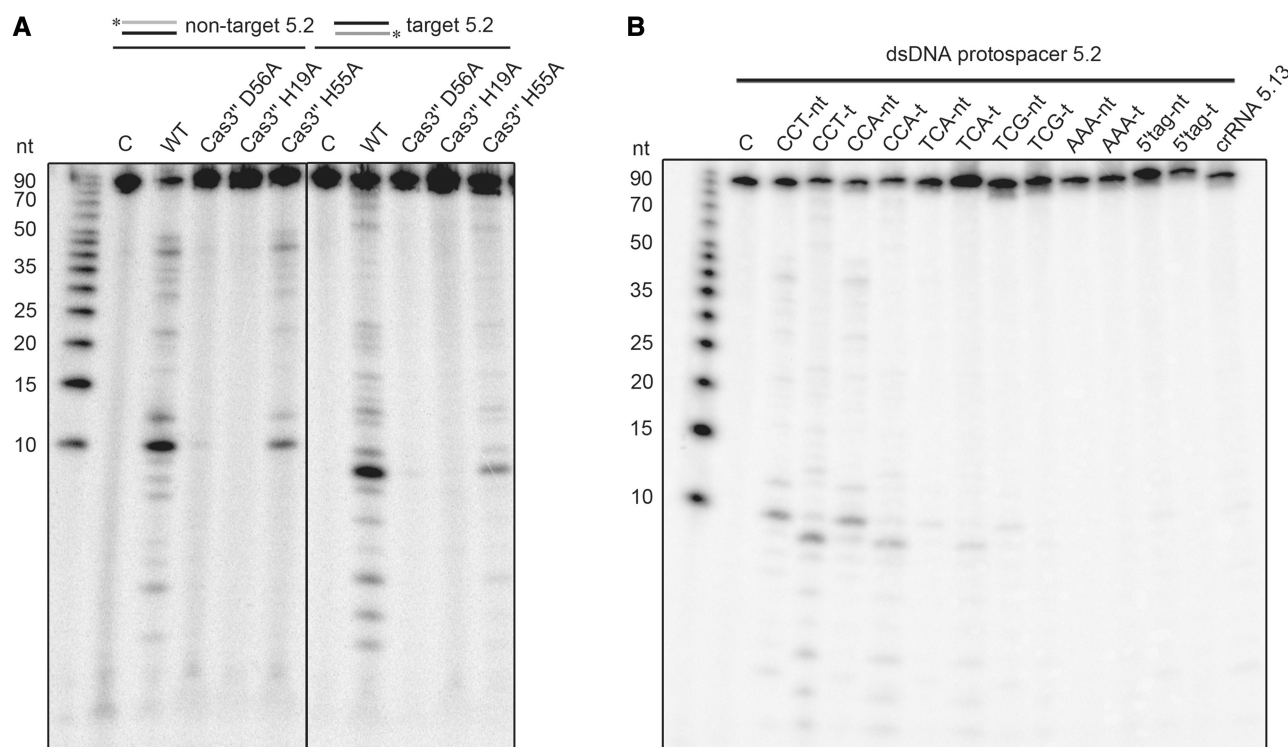 A
* non-target 5.2
* target 5.2
nt
C
WT
Cas3" D56A
Cas3" H19A
Cas3" H55A
C
WT
Cas3" D56A
Cas3" H19A
Cas3" H55A
90
70
50
35
25
20
15
10
B
dsDNA protospacer 5.2
nt
C
CCT-nt
CCT-t
CCA-nt
CCA-t
TCA-nt
TCA-t
TCG-nt
TCG-t
AAA-nt
AAA-t
5'tag-nt
5'tag-t
crRNA 5.13
90
70
50
35
25
20
15
10